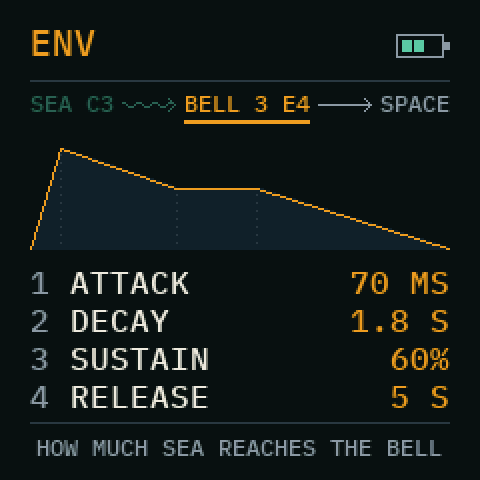 ENV
SEA C3 BELL 3 E4 SPACE
1 ATTACK 70 MS
2 DECAY 1.8 S
3 SUSTAIN 60%
4 RELEASE 5 S
HOW MUCH SEA REACHES THE BELL